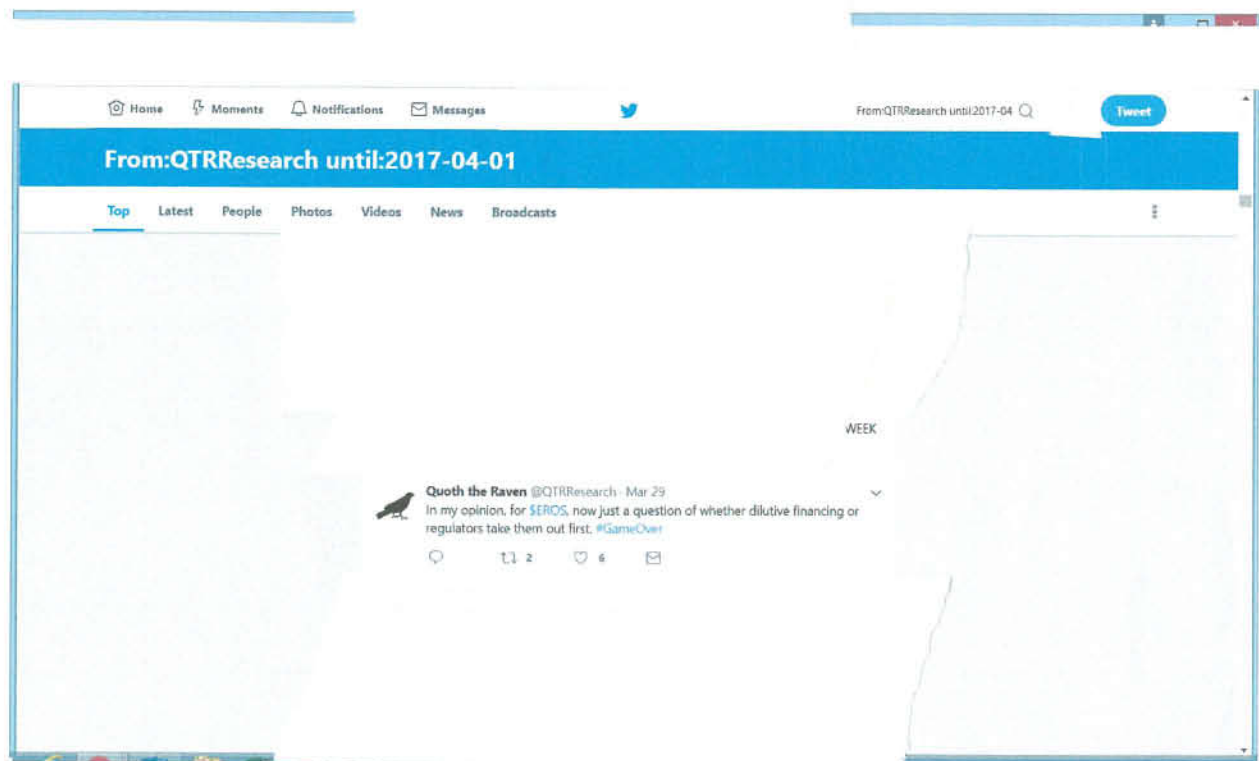 Home Moments Notifications Messages From:QTRResearch until:2017-04 Tweet
From:QTRResearch until:2017-04-01
Top Latest People Photos Videos News Broadcasts
WEEK
Quoth the Raven @QTRResearch · Mar 29
In my opinion, for $EROS, now just a question of whether dilutive financing or
regulators take them out first. #GameOver
2 6